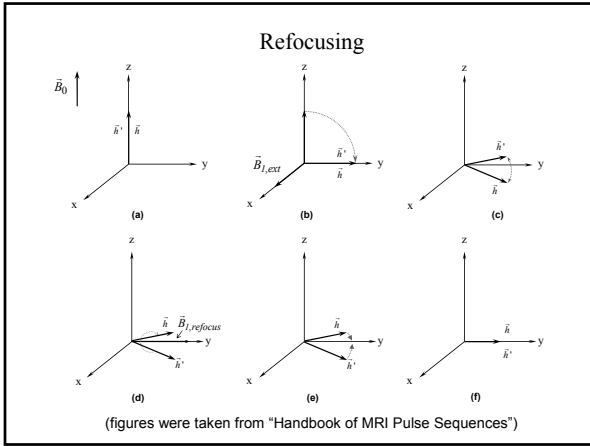 Refocusing
B⃗0
z
h⃗' h⃗
y
x
(a)
z
B⃗1,ext
h⃗'
h⃗
y
x
(b)
z
h⃗'
y
h⃗
x
(c)
z
h⃗ B⃗1,refocus
y
h⃗'
x
(d)
z
h⃗
y
h⃗'
x
(e)
z
h⃗
y
h⃗'
x
(f)
(figures were taken from “Handbook of MRI Pulse Sequences”)